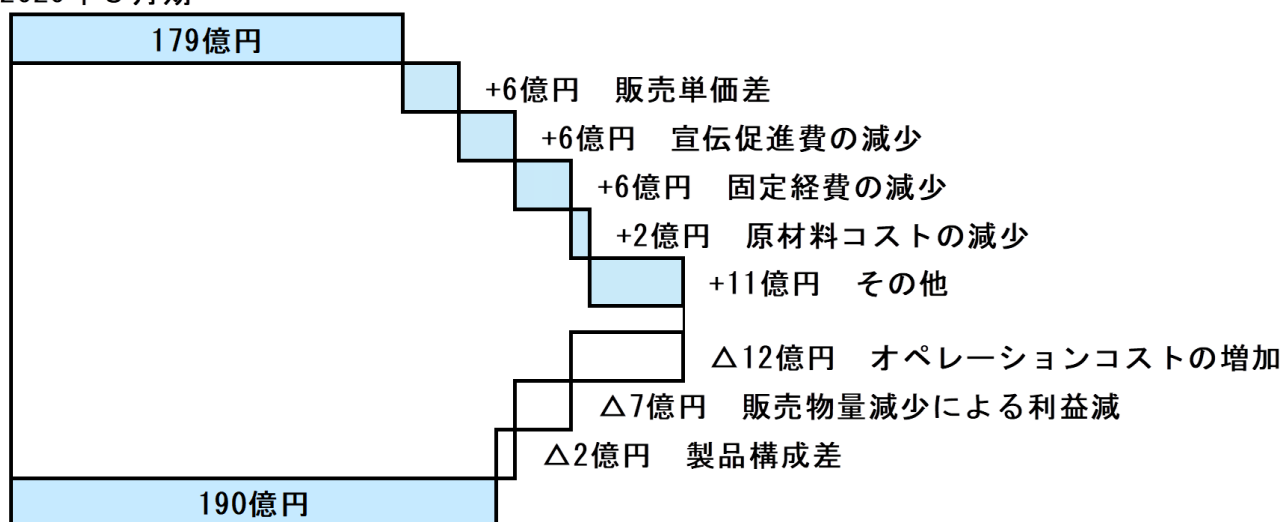 179億円
+6億円 販売単価差
+6億円 宣伝促進費の減少
+6億円 固定経費の減少
+2億円 原材料コストの減少
+11億円 その他
△12億円 オペレーションコストの増加
△7億円 販売物量減少による利益減
△2億円 製品構成差
190億円